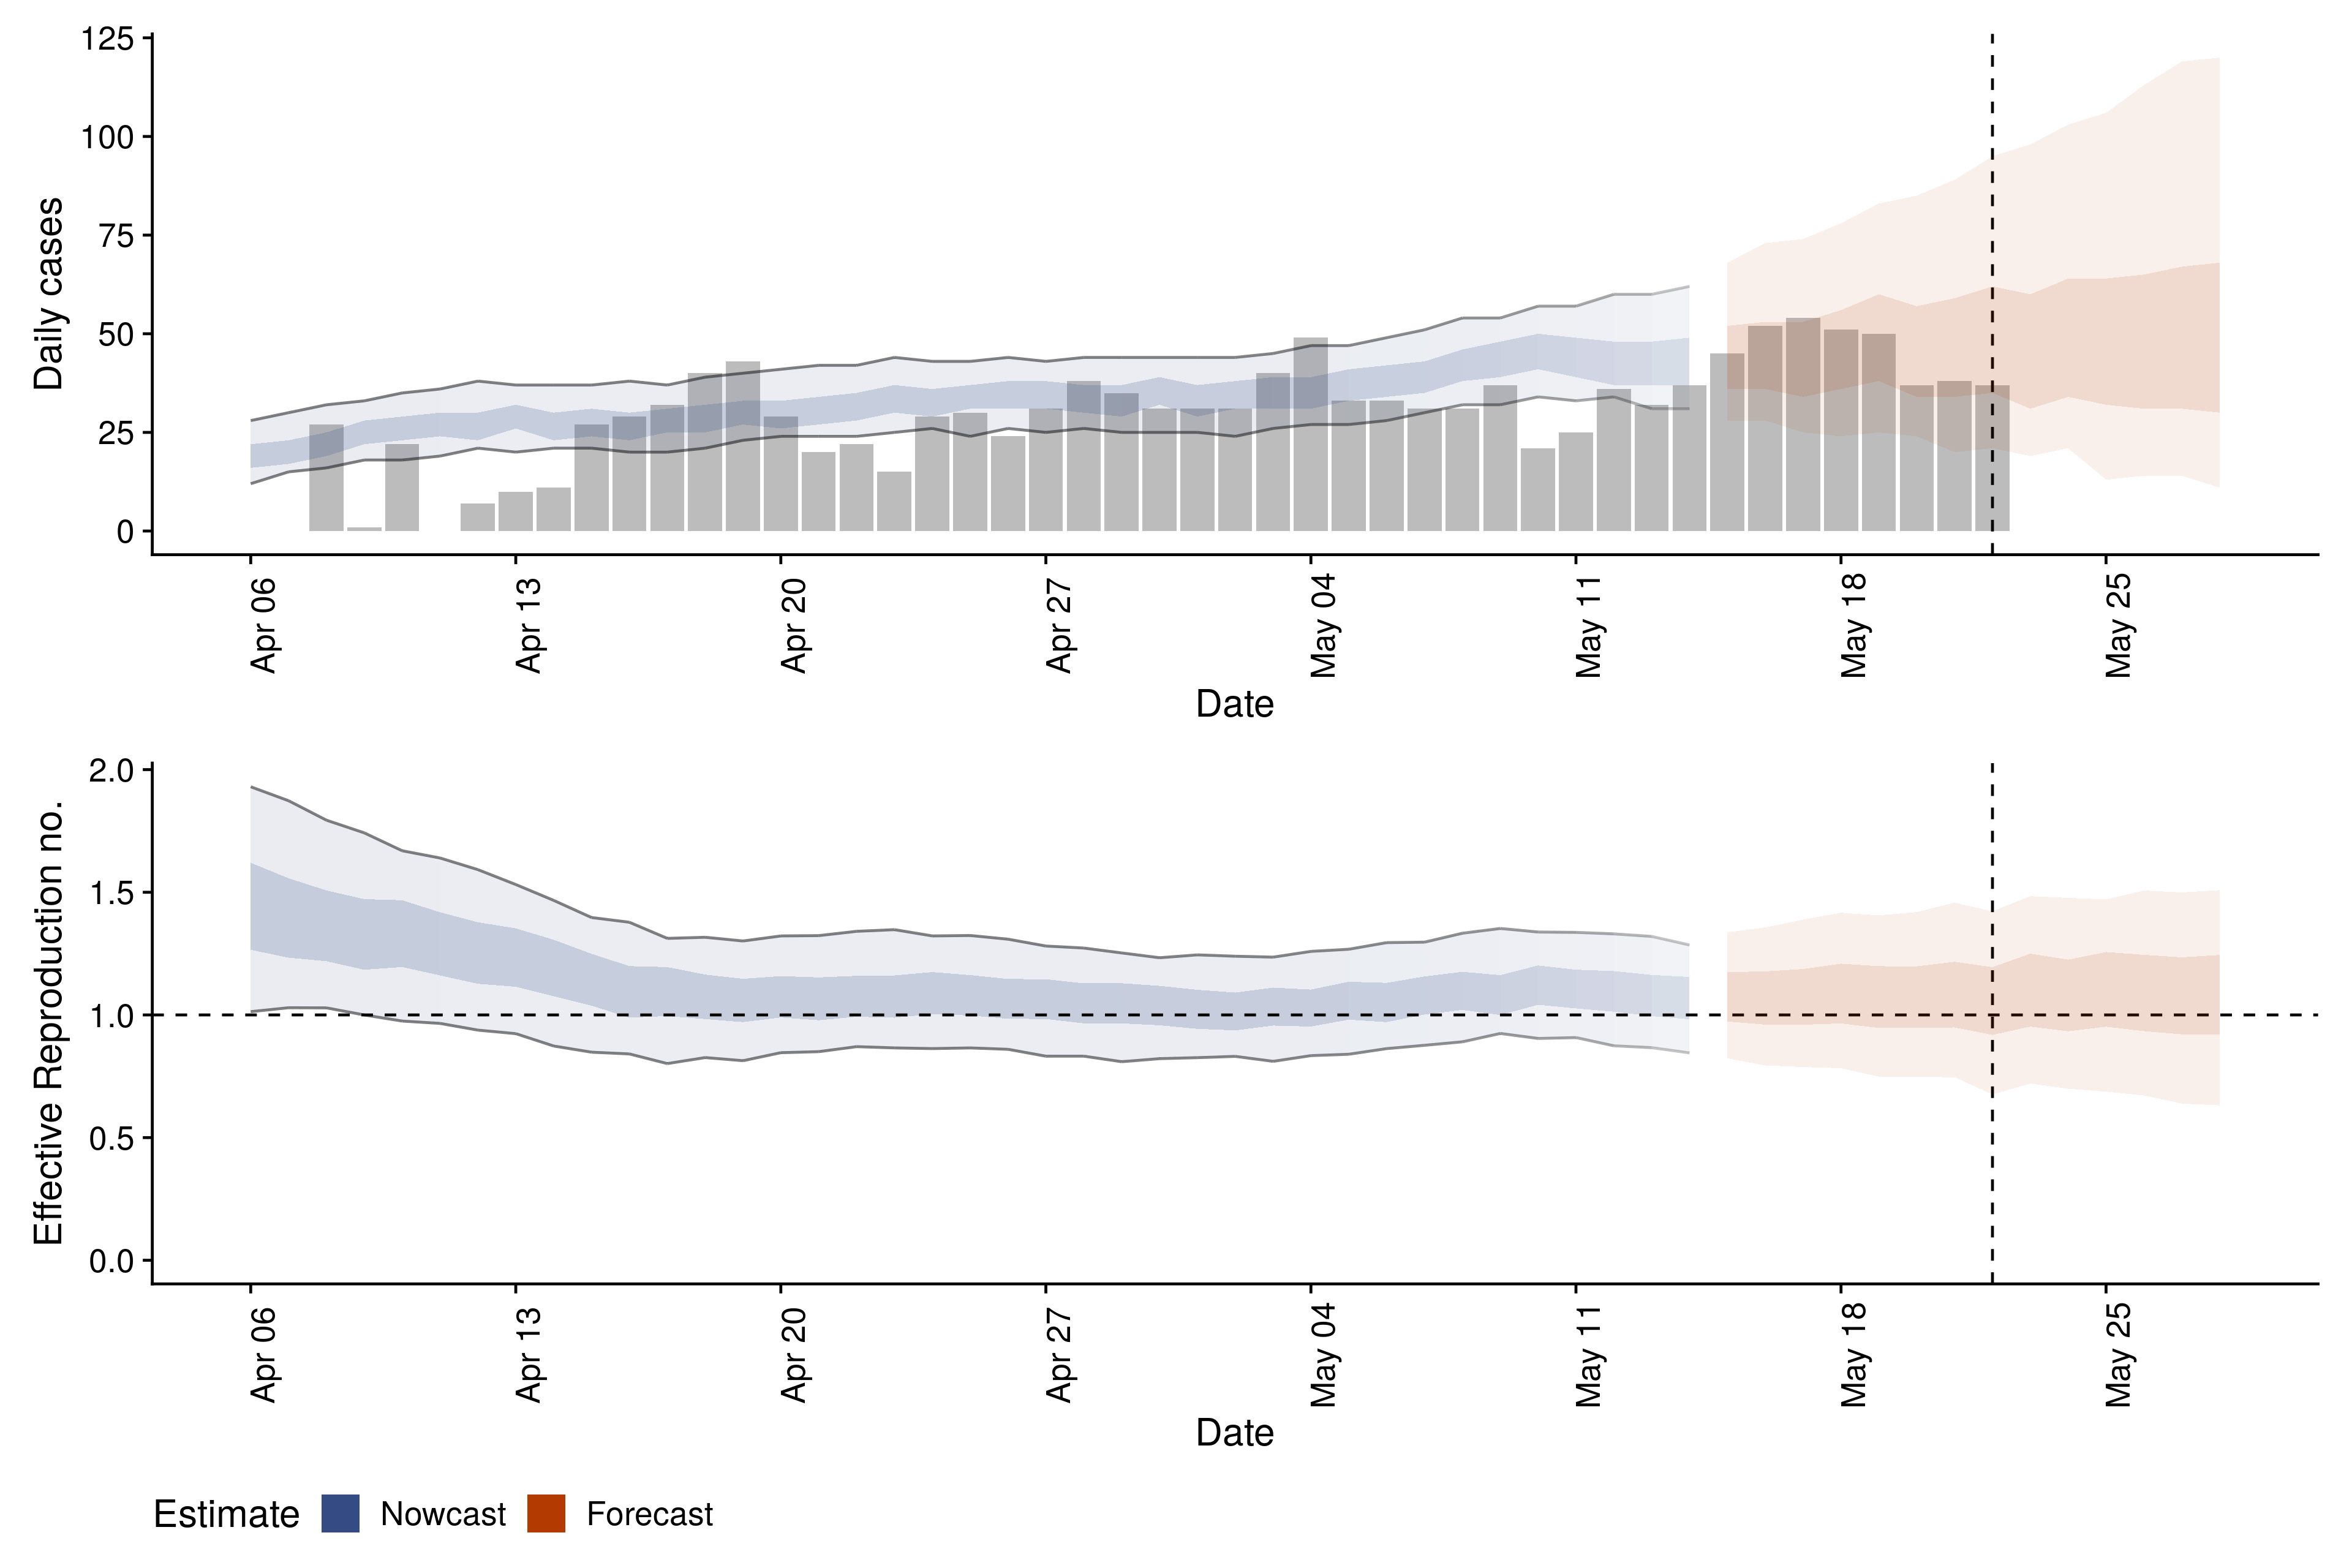 Daily cases
125
100
75
50
25
0
Apr 06
Apr 13
Apr 20
Apr 27
May 04
May 11
May 18
May 25
Date
Effective Reproduction no.
2.0
1.5
1.0
0.5
0.0
Apr 06
Apr 13
Apr 20
Apr 27
May 04
May 11
May 18
May 25
Date
Estimate Nowcast Forecast